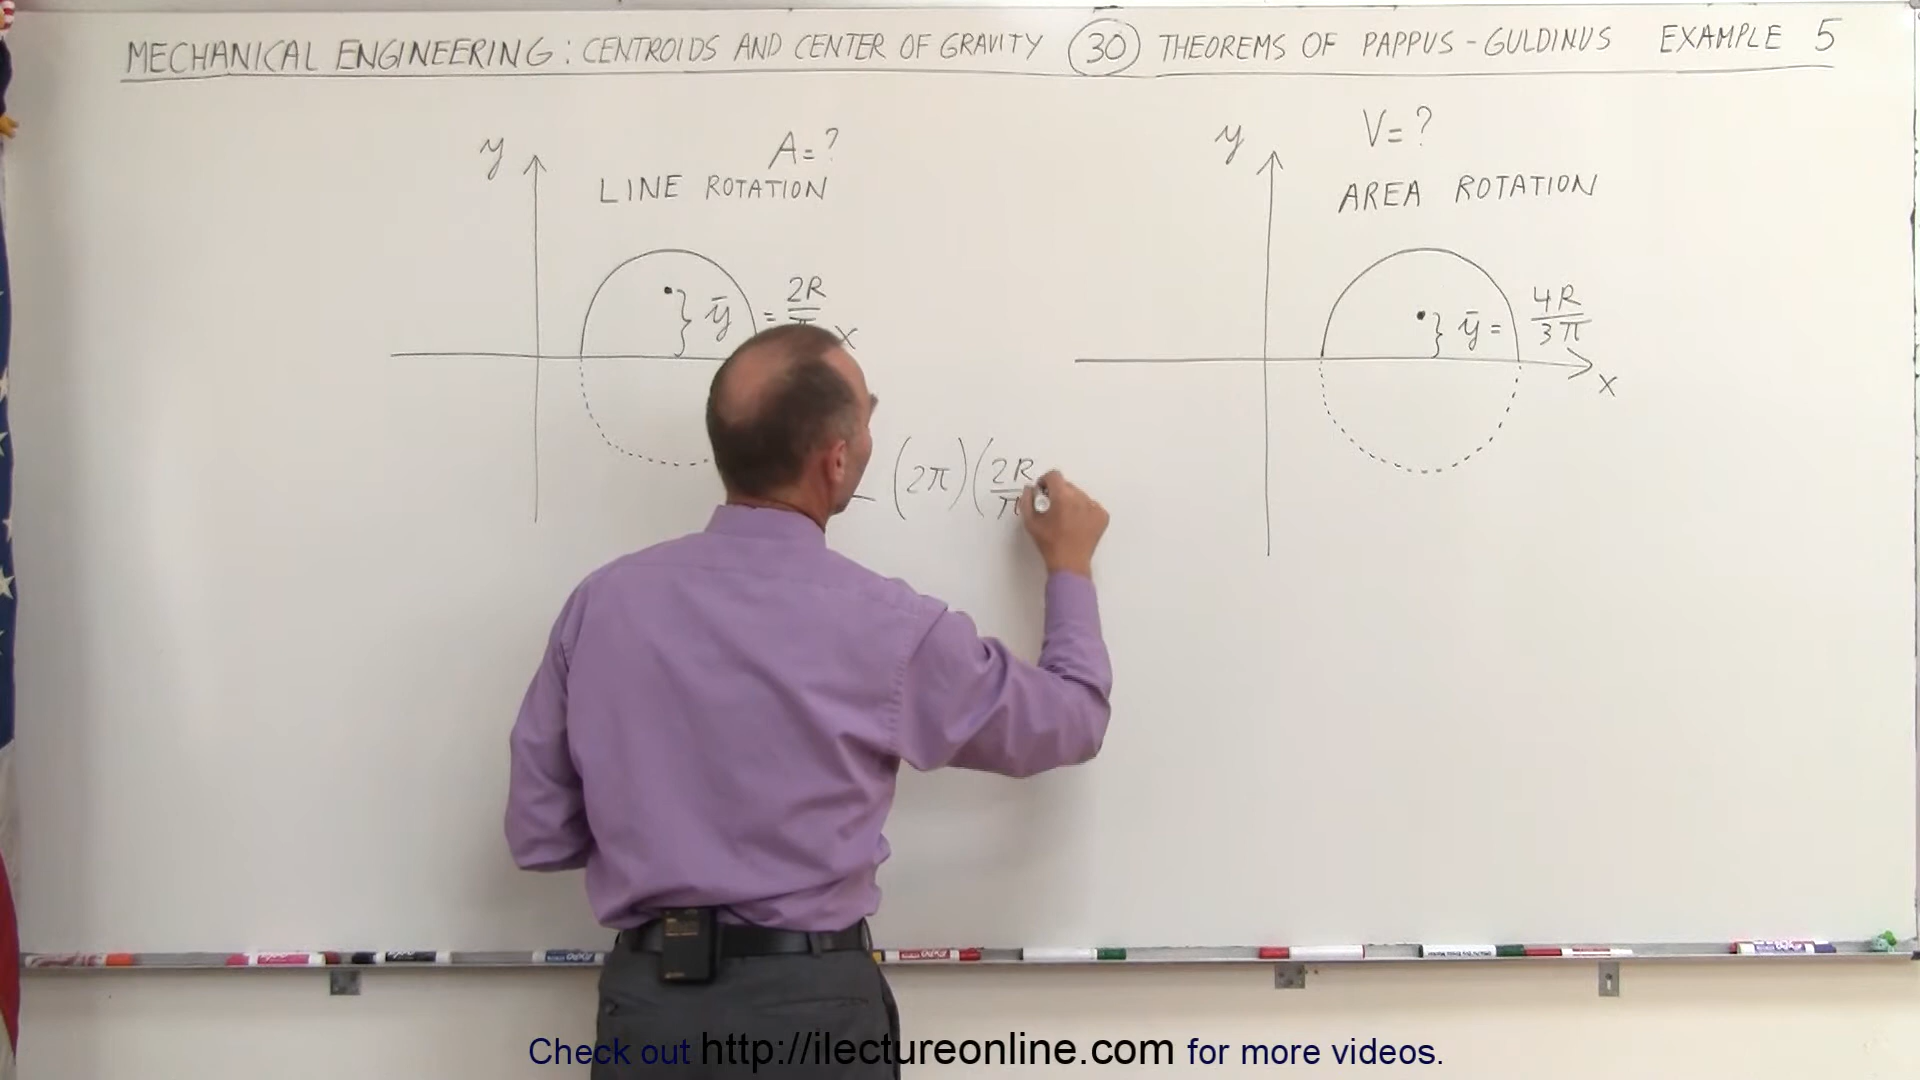 MECHANICAL ENGINEERING: CENTROIDS AND CENTER OF GRAVITY (30) THEOREMS OF PAPPUS - GULDINUS EXAMPLE 5
y
A = ?
LINE ROTATION
ȳ = 2R/π
x
(2π)(2R/π
y
V = ?
AREA ROTATION
ȳ = 4R/3π
x
Check out http://ilectureonline.com for more videos.